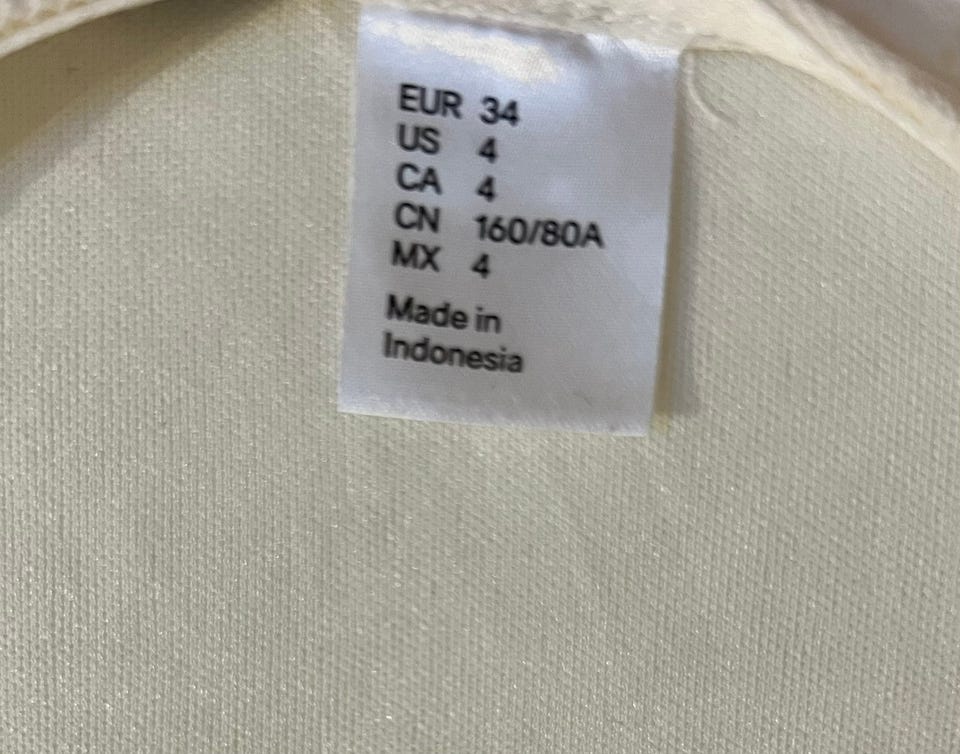 EUR 34
US 4
CA 4
CN 160/80A
MX 4
Made in
Indonesia